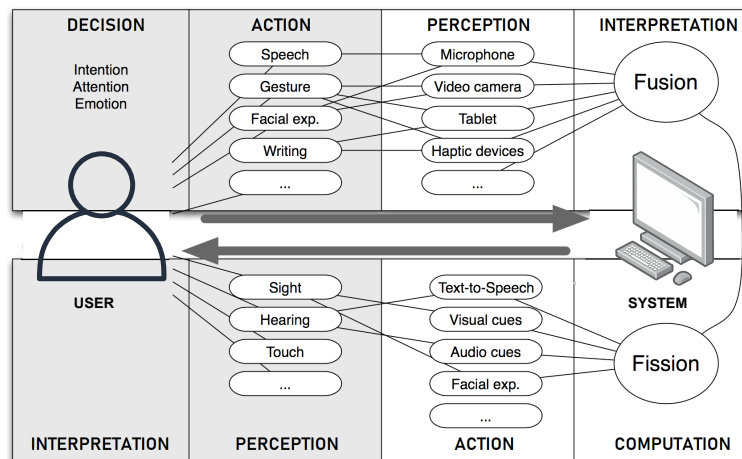 DECISION
ACTION
PERCEPTION
INTERPRETATION
Intention
Attention
Emotion
Speech
Gesture
Facial exp.
Writing
...
Microphone
Video camera
Tablet
Haptic devices
...
Fusion
USER
SYSTEM
Sight
Hearing
Touch
...
Text-to-Speech
Visual cues
Audio cues
Facial exp.
...
Fission
INTERPRETATION
PERCEPTION
ACTION
COMPUTATION